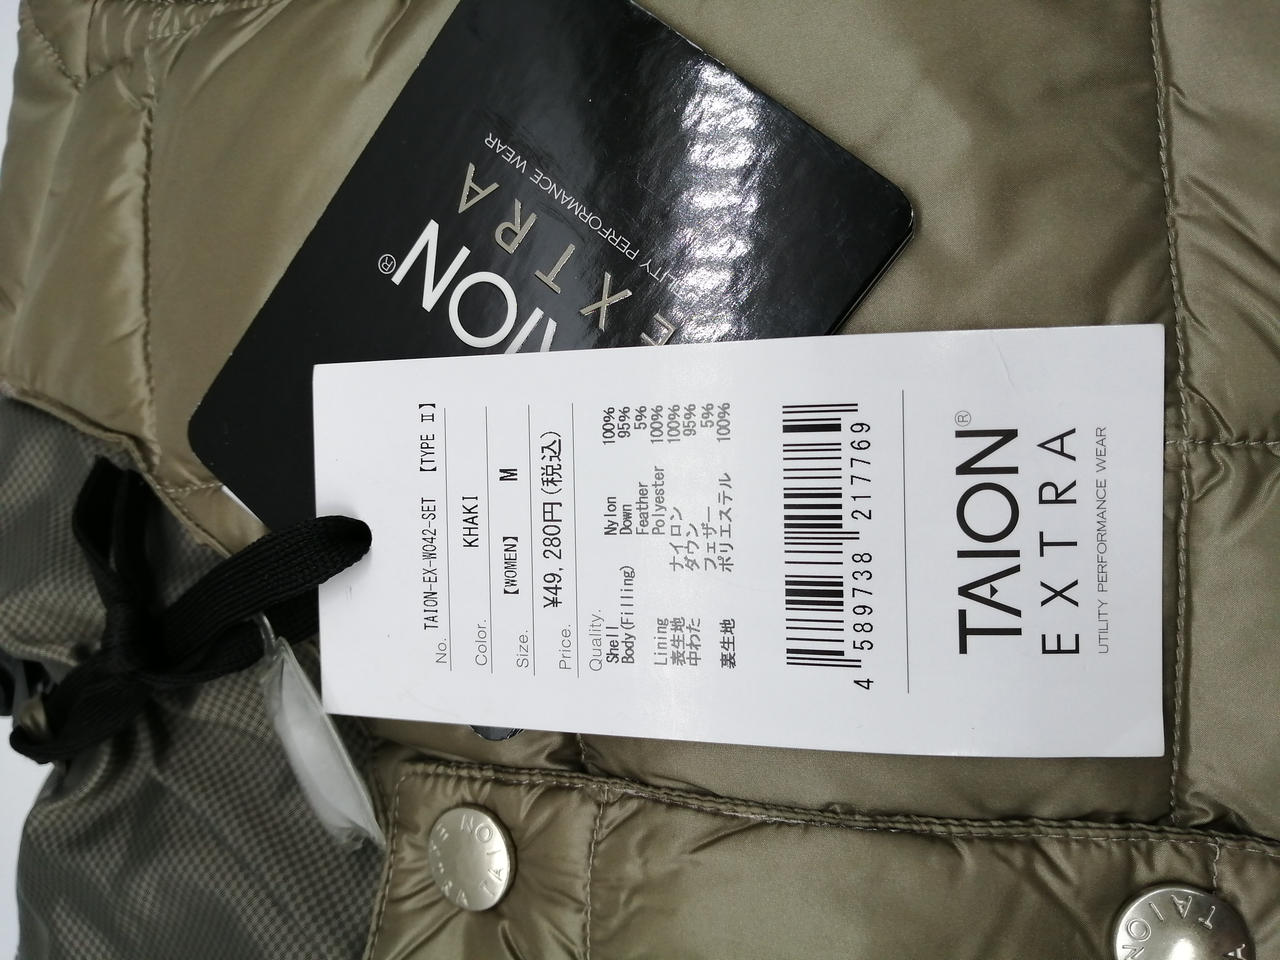 No. TAION-EX-W042-SET 【TYPE Ⅱ】
Color. KHAKI
Size. 【WOMEN】 M
Price. ¥49,280円(税込)
Quality.
Shell Nylon 100%
Body(Filling) Down 95%
Feather 5%
Lining Polyester 100%
表生地 ナイロン 100%
中わた ダウン 95%
フェザー 5%
裏生地 ポリエステル 100%
4 589738 217769
TAION®
EXTRA
UTILITY PERFORMANCE WEAR
AION®
EXTRA
ILITY PERFORMANCE WEAR
TAION
TAION